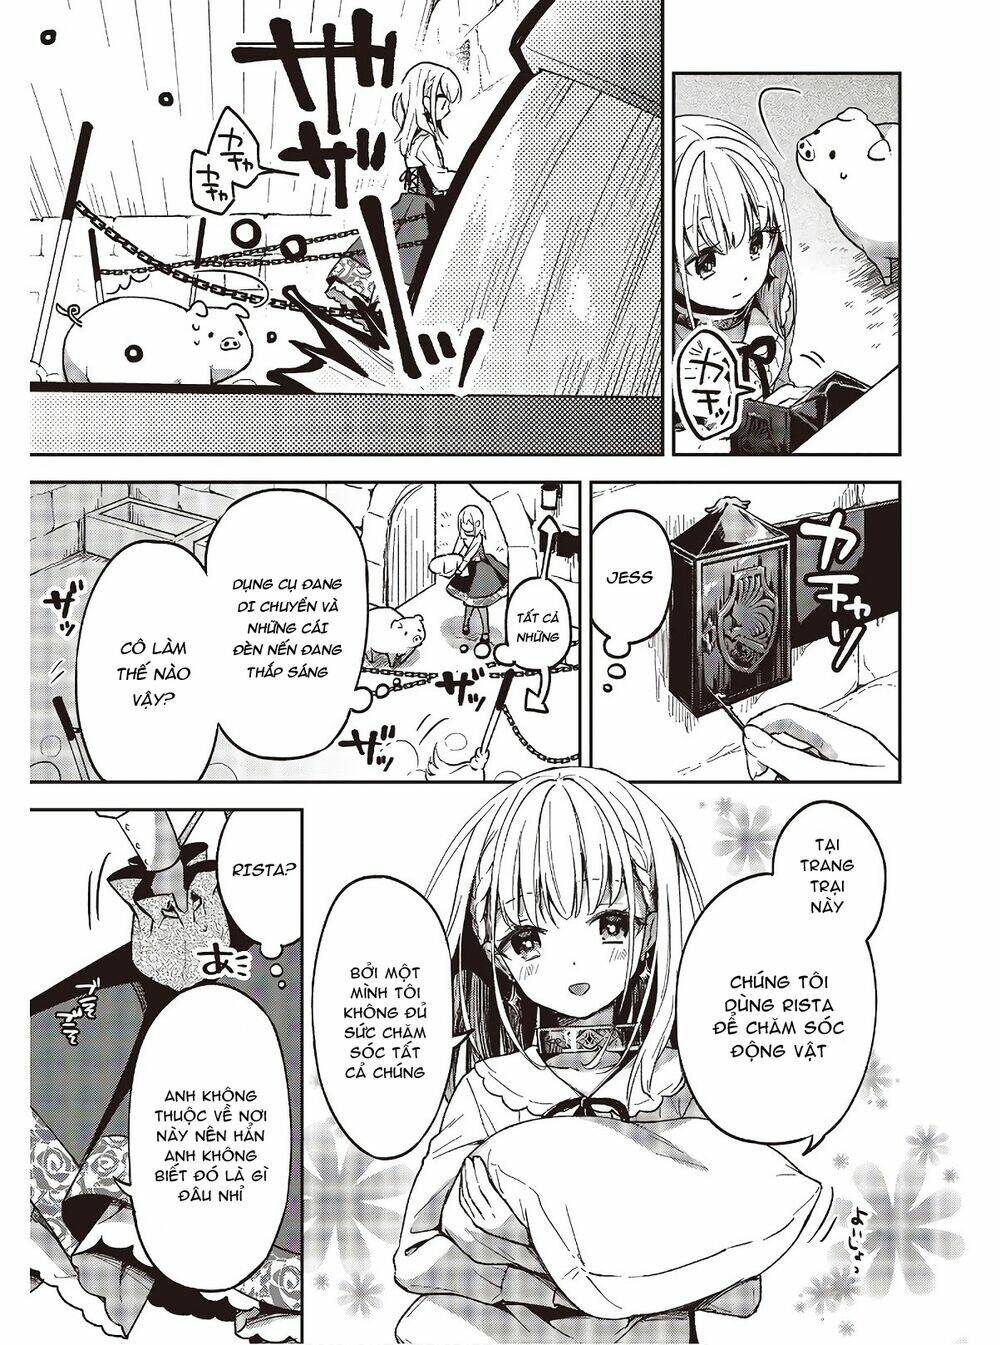 カチッ
ザザザ
カチャ
カチャ
カチャッ
JESS
TẤT CẢ
NHỮNG
DỤNG CỤ ĐANG
DI CHUYỂN VÀ
NHỮNG CÁI
ĐÈN NẾN ĐANG
THẮP SÁNG
CÔ LÀM
THẾ NÀO
VẬY?
ザッ
ザッ
ザッ
TẠI
TRANG
TRẠI NÀY
CHÚNG TÔI
DÙNG RISTA
ĐỂ CHĂM SÓC
ĐỘNG VẬT
BỞI MỘT
MÌNH TÔI
KHÔNG ĐỦ
SỨC CHĂM
SÓC TẤT
CẢ CHÚNG
よいしょ
RISTA?
あ
ANH KHÔNG
THUỘC VỀ NƠI
NÀY NÊN HẲN
ANH KHÔNG
BIẾT ĐÓ LÀ GÌ
ĐÂU NHỈ